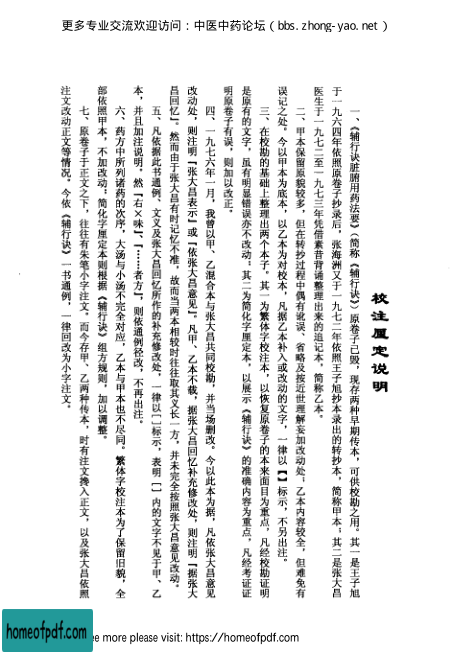 更多专业交流欢迎访问：中医中药论坛（bbs.zhong-yao.net）
校注厘定说明
一、《辅行诀脏腑用药法要》（简称《辅行诀》）原卷子已毁，现存两种早期传本，可供校勘之用。其一是王子旭
于一九六四年依照原卷子抄录后，张海洲又于一九七二年依照王子旭抄本录出的转抄本，简称甲本；其二是张大昌
医生于一九七二至一九七三年凭借素昔背诵整理出来的追记本，简称乙本。
二、甲本保留原貌较多，但在转抄过程中偶有讹误、省略及按近世理解妄加改动处；乙本内容较全，但难免有
误记之处。今以甲本为底本，以乙本为对校本，凡据乙本补入或改动的文字，一律以【】标示，不另出注。
三、在校勘的基础上整理出两个本子。其一为繁体字校注本，以恢复原卷子的本来面目为重点，凡经校勘证明
是原有的文字，虽有明显错误亦不改动；其二为简化字厘定本，以展示《辅行诀》的准确内容为重点，凡经考证证
明原卷子有误，则加以改正。
四、一九七六年一月，我曾以甲、乙混合本与张大昌共同校勘，并当场删改。今以此本为据，凡依张大昌意见
改动处，则注明『张大昌表示』或『依张大昌意见』。凡甲、乙本不载，据张大昌回忆补充修改处，则注明『据张大
昌回忆』。然而由于张大昌有时记忆不准，故而当两本相较时往往取其义长一方，并未完全按照张大昌意见改动。
五、凡依据此书通例、文义及张大昌回忆所作的补充修改处，一律以［］标示，表明［］内的文字不见于甲、乙
本，并且加注说明，然『右×味』『……者方』，则依通例径改，不再出注。
六、药方中所列诸药的次序，大汤与小汤不完全对应，乙本与甲本也不尽同。繁体字校注本为了保留旧貌，全
部依照甲本，不加改动；简化字厘定本则根据《辅行诀》组方规则，加以调整。
七、原卷子于正文之下，往往有朱笔小字注文。而今存甲、乙两种传本，时有注文搀入正文，以及张大昌依照
注文改动正文等情况。今依《辅行诀》一书通例，一律回改为小字注文。
homeofpdf.com
ee more please visit: https://homeofpdf.com